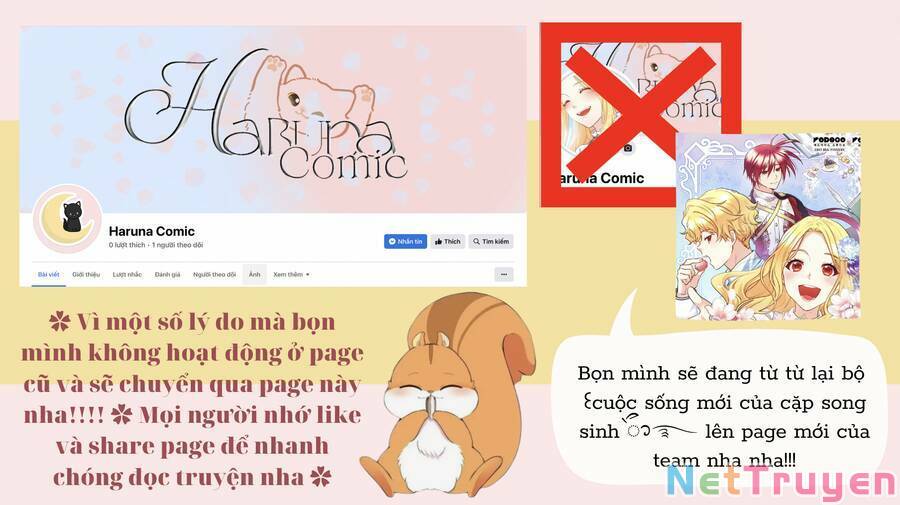 Haruna
Comic
Haruna Comic
0 lượt thích • 1 người theo dõi
Nhắn tin
Thích
Tìm kiếm
Bài viết
Giới thiệu
Lượt nhắc
Đánh giá
Người theo dõi
Ảnh
Xem thêm
...
Comic
aruna Comic
✽ Vì một số lý do mà bọn
mình không hoạt động ở page
cũ và sẽ chuyển qua page này
nha!!!! ✽ Mọi người nhớ like
và share page để nhanh
chóng đọc truyện nha ✽
Bọn mình sẽ đang từ từ lại bộ
꒰cuộc sống mới của cặp song
sinh lên page mới của
team nha nha!!!
NetTruyen